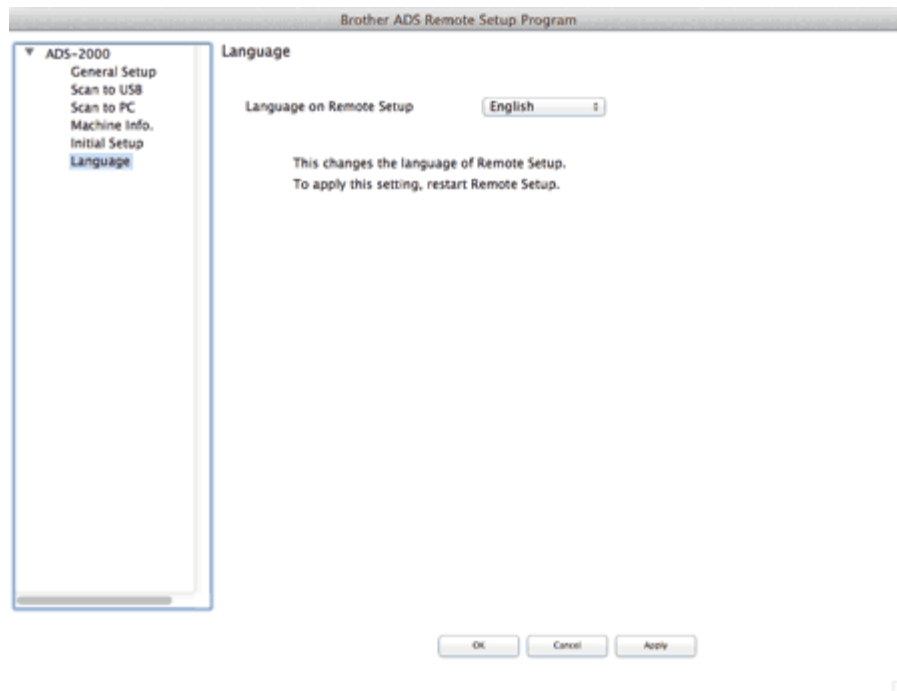 Brother ADS Remote Setup Program
ADS-2000
General Setup
Scan to USB
Scan to PC
Machine Info.
Initial Setup
Language
Language
Language on Remote Setup English
This changes the language of Remote Setup.
To apply this setting, restart Remote Setup.
OK Cancel Apply